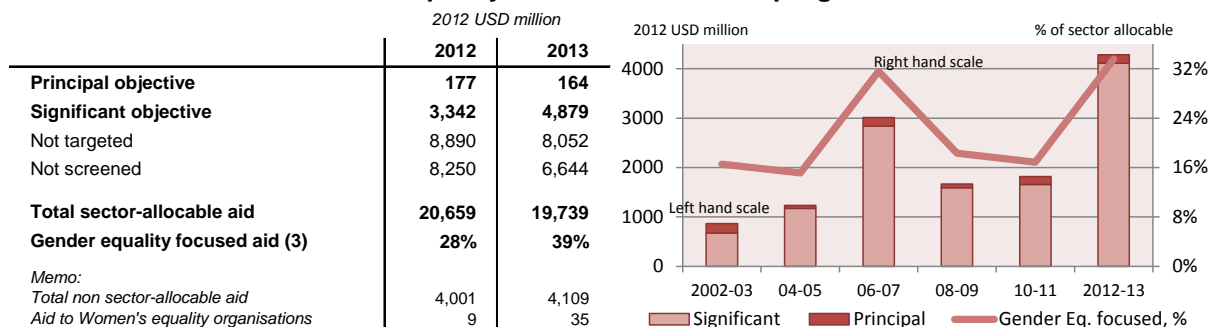 2012 USD million
2012 2013
Principal objective 177 164
Significant objective 3,342 4,879
Not targeted 8,890 8,052
Not screened 8,250 6,644
Total sector-allocable aid 20,659 19,739
Gender equality focused aid (3) 28% 39%
Memo:
Total non sector-allocable aid 4,001 4,109
Aid to Women's equality organisations 9 35
2012 USD million % of sector allocable
Right hand scale
4000 32%
3000 24%
2000 16%
Left hand scale
1000 8%
0 0%
2002-03 04-05 06-07 08-09 10-11 2012-13
Significant Principal Gender Eq. focused, %